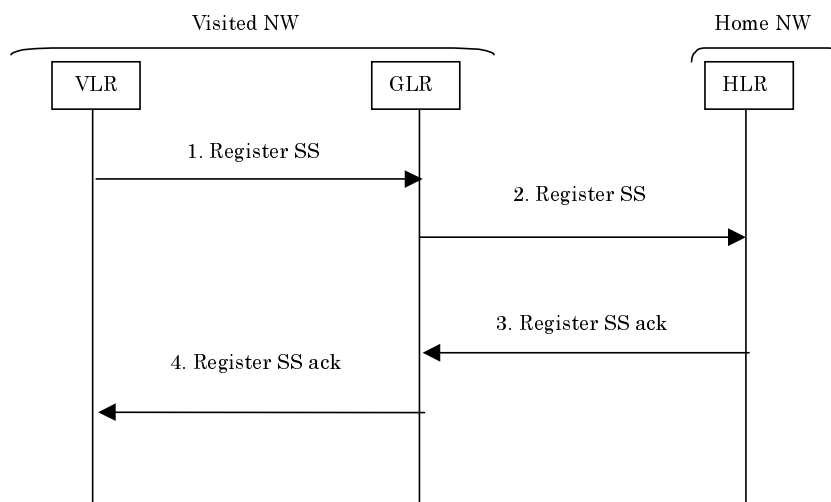 Visited NW
Home NW
VLR
GLR
HLR
1. Register SS
2. Register SS
3. Register SS ack
4. Register SS ack